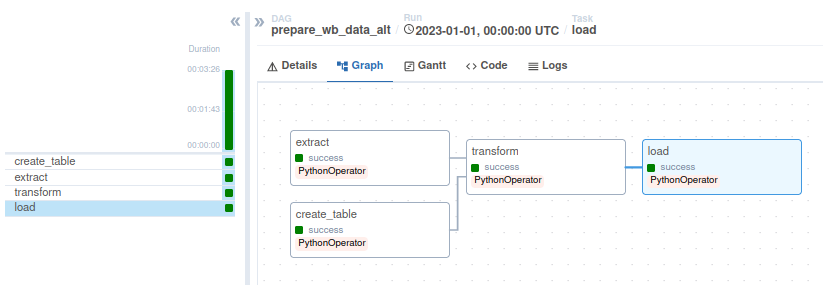 «
»
DAG
prepare_wb_data_alt
/
Run
2023-01-01, 00:00:00 UTC
/
Task
load
Duration
00:03:26
00:01:43
00:00:00
create_table
extract
transform
load
Details
Graph
Gantt
Code
Logs
extract
success
PythonOperator
create_table
success
PythonOperator
transform
success
PythonOperator
load
success
PythonOperator